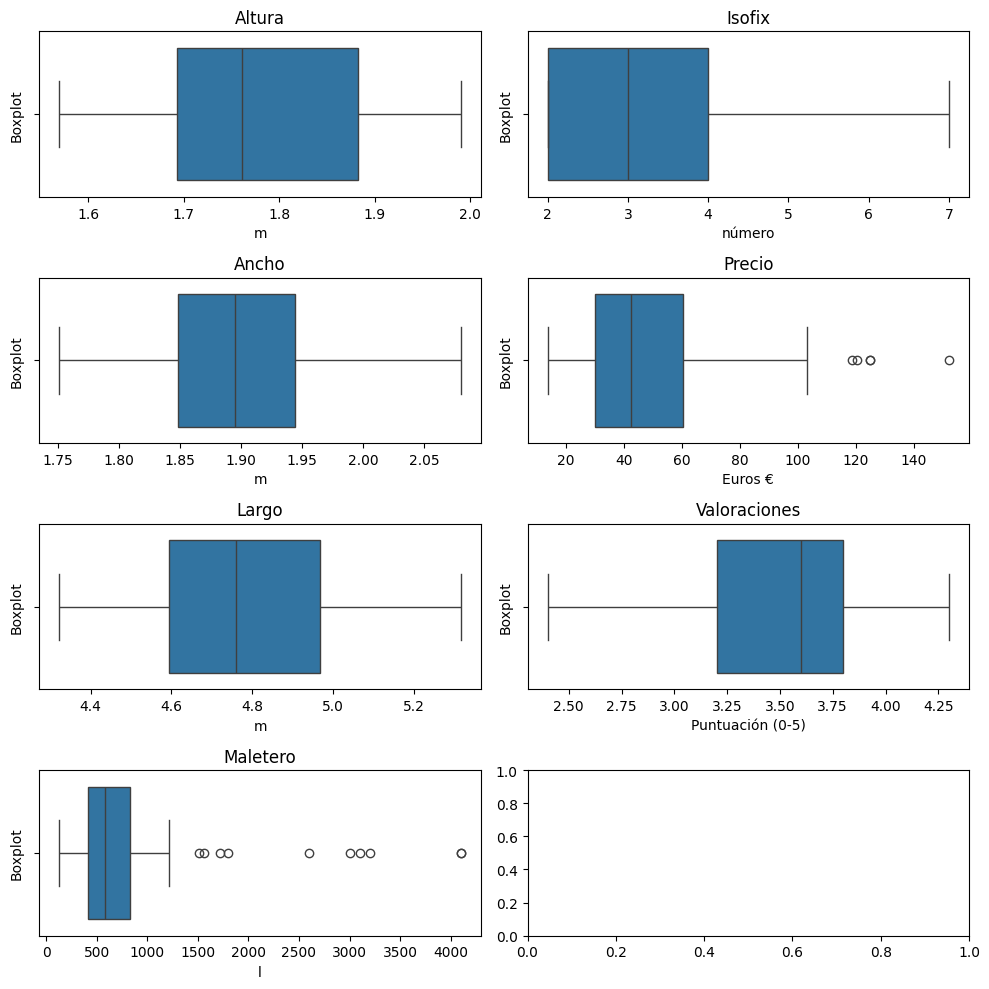 Altura
Boxplot
1.6 1.7 1.8 1.9 2.0
m
Isofix
Boxplot
2 3 4 5 6 7
número
Ancho
Boxplot
1.75 1.80 1.85 1.90 1.95 2.00 2.05
m
Precio
Boxplot
20 40 60 80 100 120 140
Euros €
Largo
Boxplot
4.4 4.6 4.8 5.0 5.2
m
Valoraciones
Boxplot
2.50 2.75 3.00 3.25 3.50 3.75 4.00 4.25
Puntuación (0-5)
Maletero
Boxplot
0 500 1000 1500 2000 2500 3000 3500 4000
l
1.0
0.8
0.6
0.4
0.2
0.0
0.0 0.2 0.4 0.6 0.8 1.0